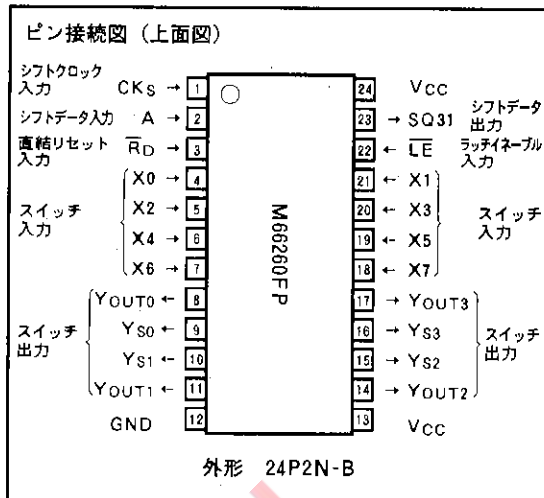 ピン接続図（上面図）
シフトクロック入力 CKS → 1
シフトデータ入力 A → 2
直結リセット入力 R̅D → 3
スイッチ入力
X0 → 4
X2 → 5
X4 → 6
X6 → 7
スイッチ出力
YOUT0 ← 8
YS0 ← 9
YS1 ← 10
YOUT1 ← 11
GND 12
M66260FP
24 VCC
23 → SQ31 シフトデータ出力
22 ← L̅E̅ ラッチイネーブル入力
21 ← X1
20 ← X3
19 ← X5
18 ← X7
スイッチ入力
17 → YOUT3
16 → YS3
15 → YS2
14 → YOUT2
スイッチ出力
13 VCC
外形 24P2N-B